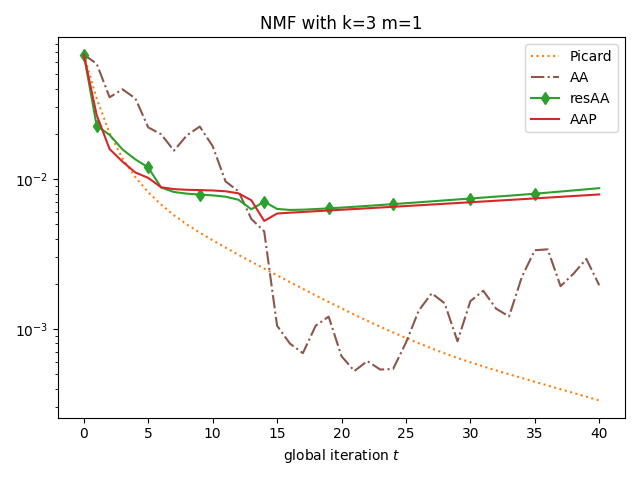 NMF with k=3 m=1
Picard
AA
resAA
AAP
10⁻²
10⁻³
0 5 10 15 20 25 30 35 40
global iteration t